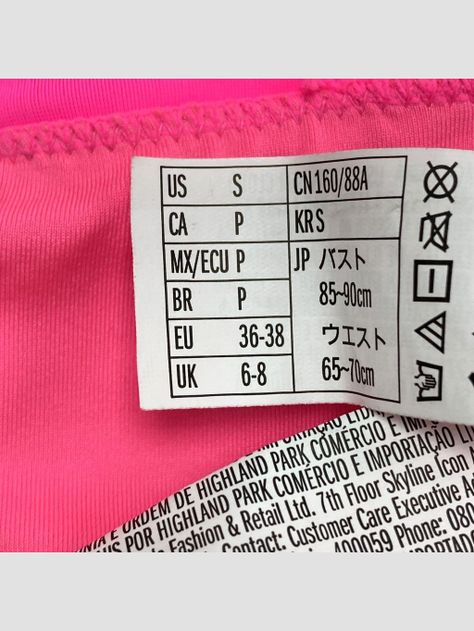 US S CN160/88A
CA P KR S
MX/ECU P JP バスト
BR P 85~90cm
EU 36-38 ウエスト
UK 6-8 65~70cm
E ORDEM DE HIGHLAND PARK COMÉRCIO E IMPORTAÇÃO
POR HIGHLAND PARK COMÉRCIO E IMPORTAÇÃO
Fashion & Retail Ltd. 7th Floor Skyline Icon
Contact: Customer Care Executive
400059 Phone: